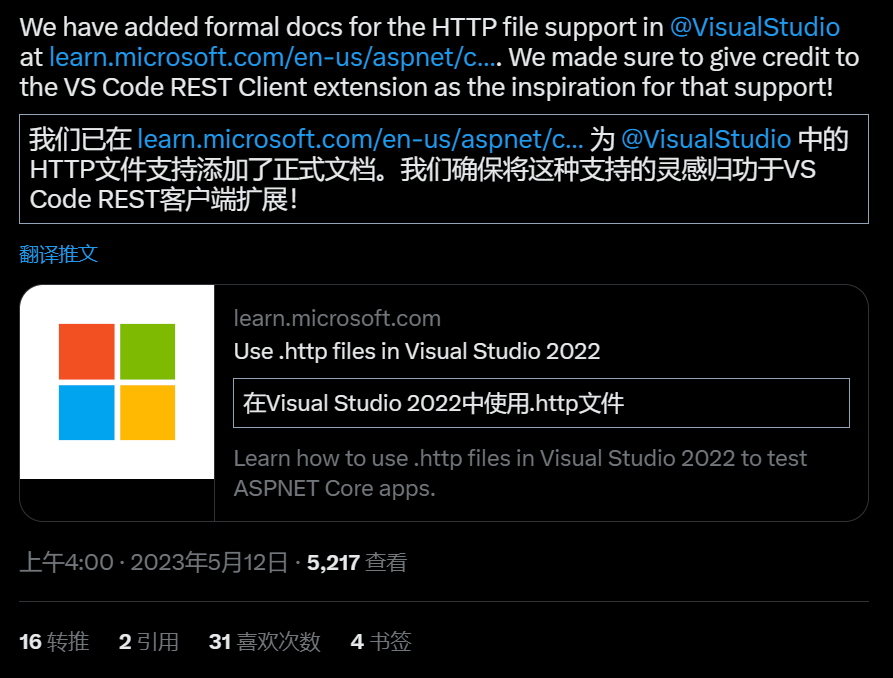 We have added formal docs for the HTTP file support in @VisualStudio
at learn.microsoft.com/en-us/aspnet/c.... We made sure to give credit to
the VS Code REST Client extension as the inspiration for that support!
我们已在 learn.microsoft.com/en-us/aspnet/c... 为 @VisualStudio 中的
HTTP文件支持添加了正式文档。我们确保将这种支持的灵感归功于VS
Code REST客户端扩展！
翻译推文
learn.microsoft.com
Use .http files in Visual Studio 2022
在Visual Studio 2022中使用.http文件
Learn how to use .http files in Visual Studio 2022 to test
ASP.NET Core apps.
上午4:00 · 2023年5月12日 · 5,217 查看
16 转推 2 引用 31 喜欢次数 4 书签